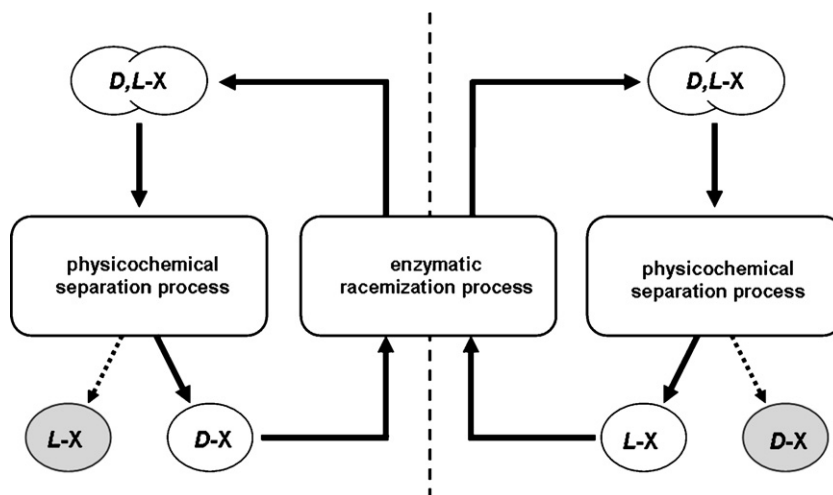 D,L-X
D,L-X
physicochemical
separation process
enzymatic
racemization process
physicochemical
separation process
L-X
D-X
L-X
D-X